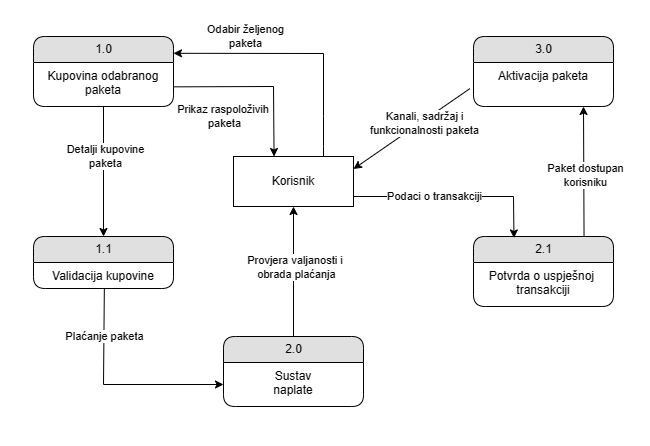 Odabir željenog
paketa
1.0
Kupovina odabranog
paketa
3.0
Aktivacija paketa
Prikaz raspoloživih
paketa
Kanali, sadržaj i
funkcionalnosti paketa
Detalji kupovine
paketa
Korisnik
Paket dostupan
korisniku
Podaci o transakciji
1.1
Validacija kupovine
2.1
Potvrda o uspješnoj
transakciji
Provjera valjanosti i
obrada plaćanja
Plaćanje paketa
2.0
Sustav
naplate